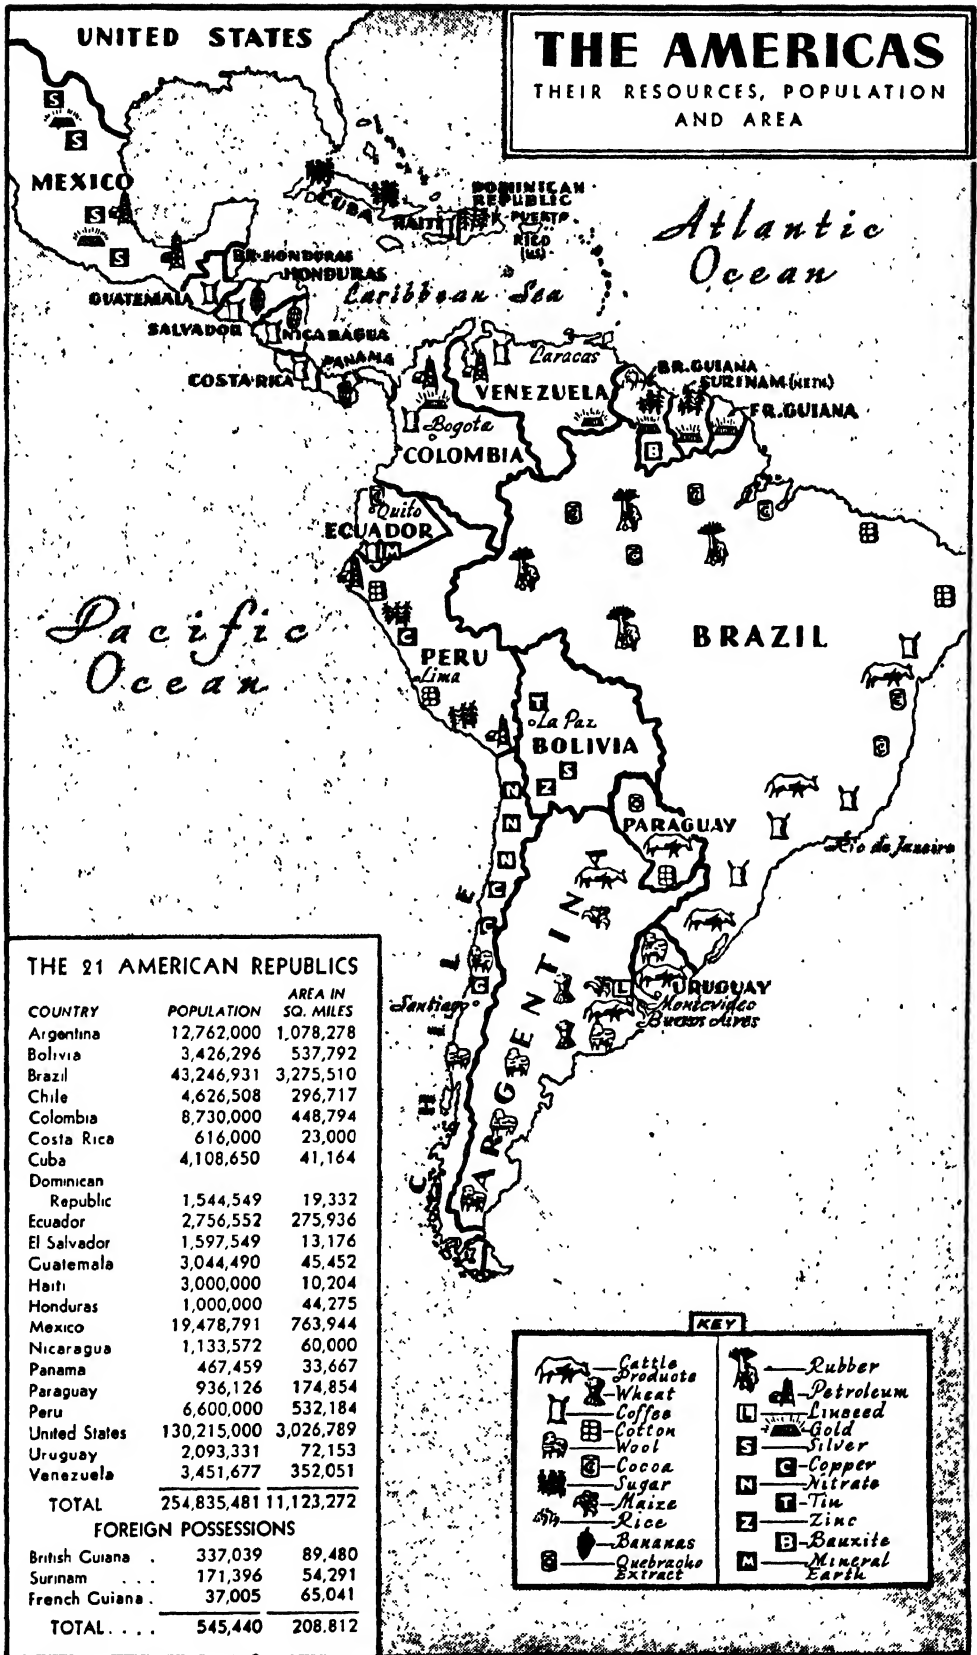 THE AMERICAS
THEIR RESOURCES, POPULATION
AND AREA
UNITED STATES
MEXICO
CUBA
HAITI
DOMINICAN
REPUBLIC
PUERTO
RICO
(US)
Atlantic
Ocean
BR. HONDURAS
HONDURAS
GUATEMALA
Caribbean Sea
SALVADOR
NICARAGUA
PANAMA
COSTA RICA
Caracas
VENEZUELA
BR. GUIANA
SURINAM (NETH.)
FR. GUIANA
Bogota
COLOMBIA
Quito
ECUADOR
Pacific
Ocean
BRAZIL
PERU
Lima
La Paz
BOLIVIA
PARAGUAY
Rio de Janeiro
CHILE
ARGENTINA
Santiago
URUGUAY
Montevideo
Buenos Aires
THE 21 AMERICAN REPUBLICS
COUNTRY POPULATION AREA IN SQ. MILES
Argentina 12,762,000 1,078,278
Bolivia 3,426,296 537,792
Brazil 43,246,931 3,275,510
Chile 4,626,508 296,717
Colombia 8,730,000 448,794
Costa Rica 616,000 23,000
Cuba 4,108,650 41,164
Dominican
Republic 1,544,549 19,332
Ecuador 2,756,552 275,936
El Salvador 1,597,549 13,176
Guatemala 3,044,490 45,452
Haiti 3,000,000 10,204
Honduras 1,000,000 44,275
Mexico 19,478,791 763,944
Nicaragua 1,133,572 60,000
Panama 467,459 33,667
Paraguay 936,126 174,854
Peru 6,600,000 532,184
United States 130,215,000 3,026,789
Uruguay 2,093,331 72,153
Venezuela 3,451,677 352,051
TOTAL 254,835,481 11,123,272
FOREIGN POSSESSIONS
British Guiana . 337,039 89,480
Surinam . . . . 171,396 54,291
French Guiana . 37,005 65,041
TOTAL . . . . 545,440 208.812
KEY
Cattle
Products
Wheat
Coffee
Cotton
Wool
Cocoa
Sugar
Maize
Rice
Bananas
Quebracho
Extract
Rubber
Petroleum
L Linseed
Gold
S Silver
C Copper
N Nitrate
T Tin
Z Zinc
B Bauxite
M Mineral
Earth